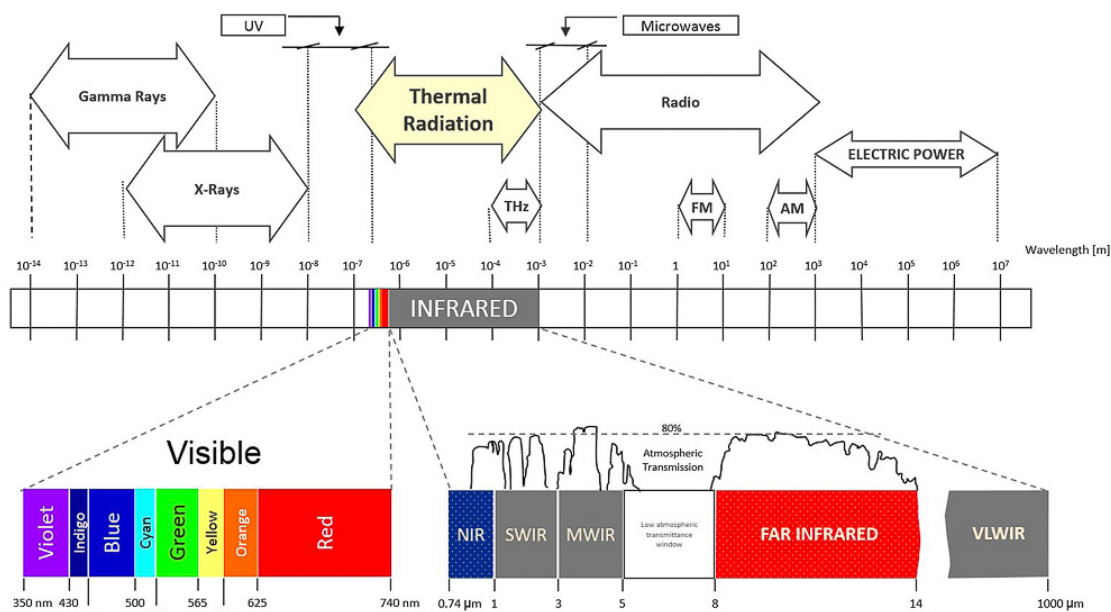 UV
Microwaves
Gamma Rays
Thermal
Radiation
Radio
X-Rays
ELECTRIC POWER
THz
FM
AM
Wavelength [m]
10⁻¹⁴ 10⁻¹³ 10⁻¹² 10⁻¹¹ 10⁻¹⁰ 10⁻⁹ 10⁻⁸ 10⁻⁷ 10⁻⁶ 10⁻⁵ 10⁻⁴ 10⁻³ 10⁻² 10⁻¹ 1 10¹ 10² 10³ 10⁴ 10⁵ 10⁶ 10⁷
INFRARED
Visible
80%
Atmospheric
Transmission
Violet
Indigo
Blue
Cyan
Green
Yellow
Orange
Red
NIR
SWIR
MWIR
Low atmospheric
transmittance
window
FAR INFRARED
VLWIR
350 nm 430 500 565 625 740 nm
0.74 µm 1 3 5 8 14 1000 µm